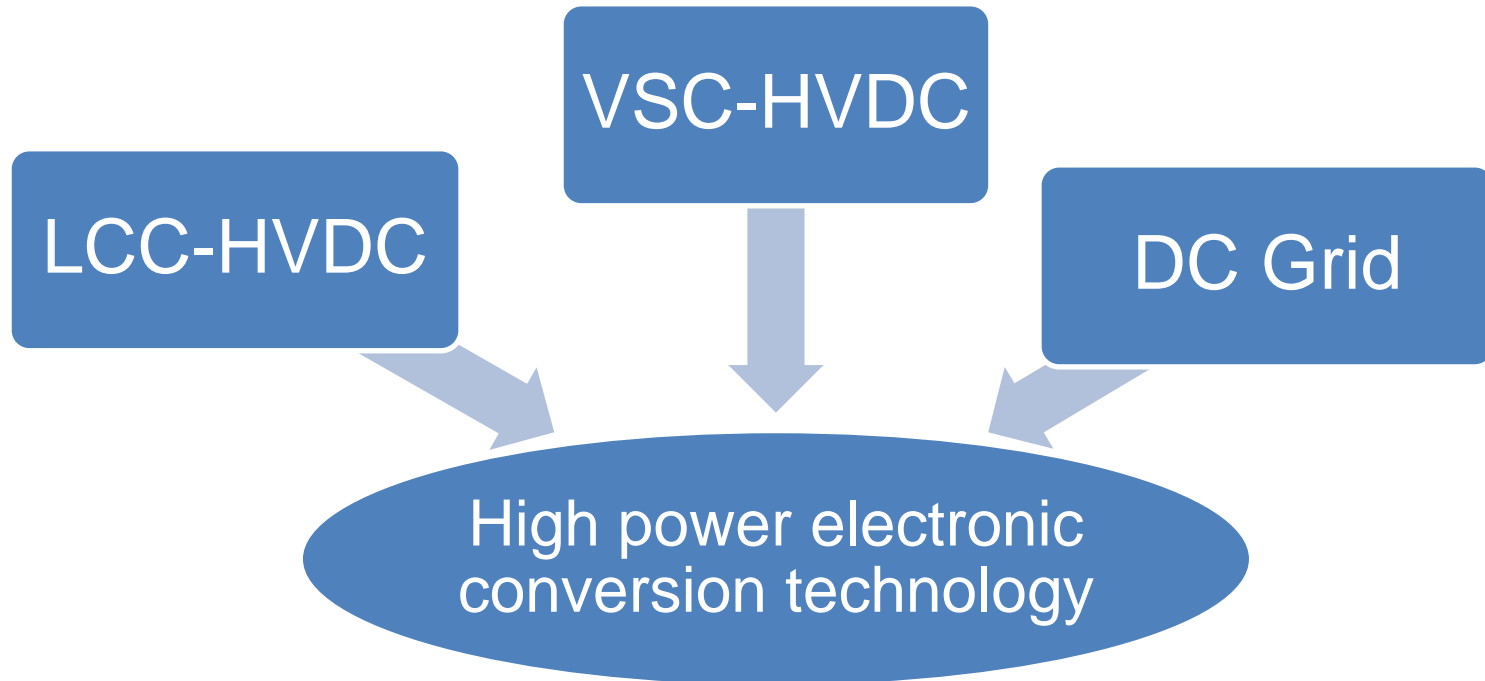 VSC-HVDC
LCC-HVDC
DC Grid
High power electronic
conversion technology